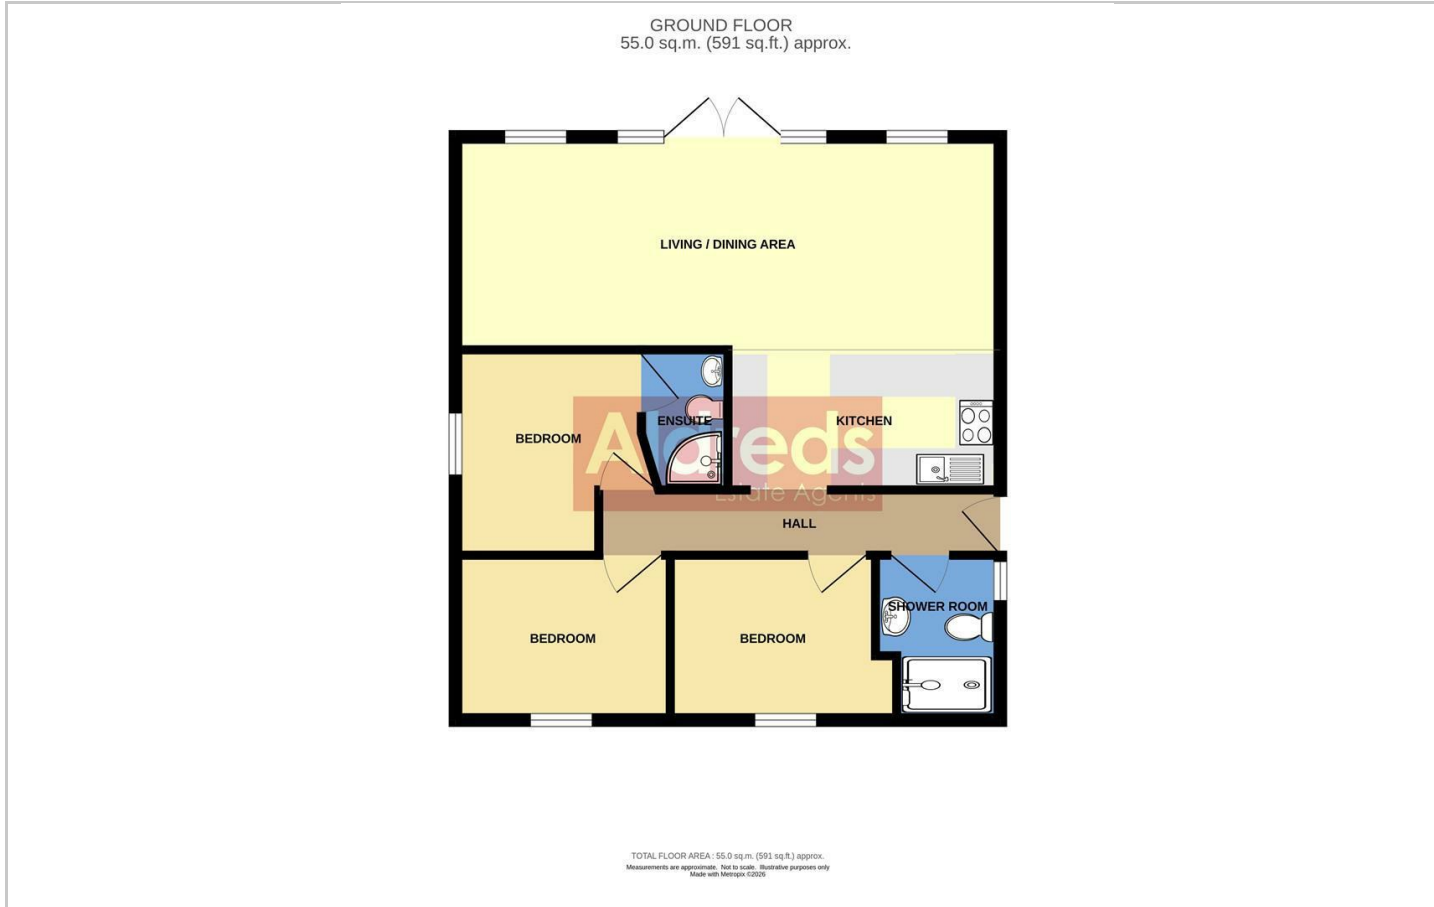 GROUND FLOOR
55.0 sq.m. (591 sq.ft.) approx.
LIVING / DINING AREA
KITCHEN
ENSUITE
BEDROOM
Aldreds
Estate Agents
HALL
SHOWER ROOM
BEDROOM
BEDROOM
TOTAL FLOOR AREA : 55.0 sq.m. (591 sq.ft.) approx.
Measurements are approximate. Not to scale. Illustrative purposes only
Made with Metropix ©2026